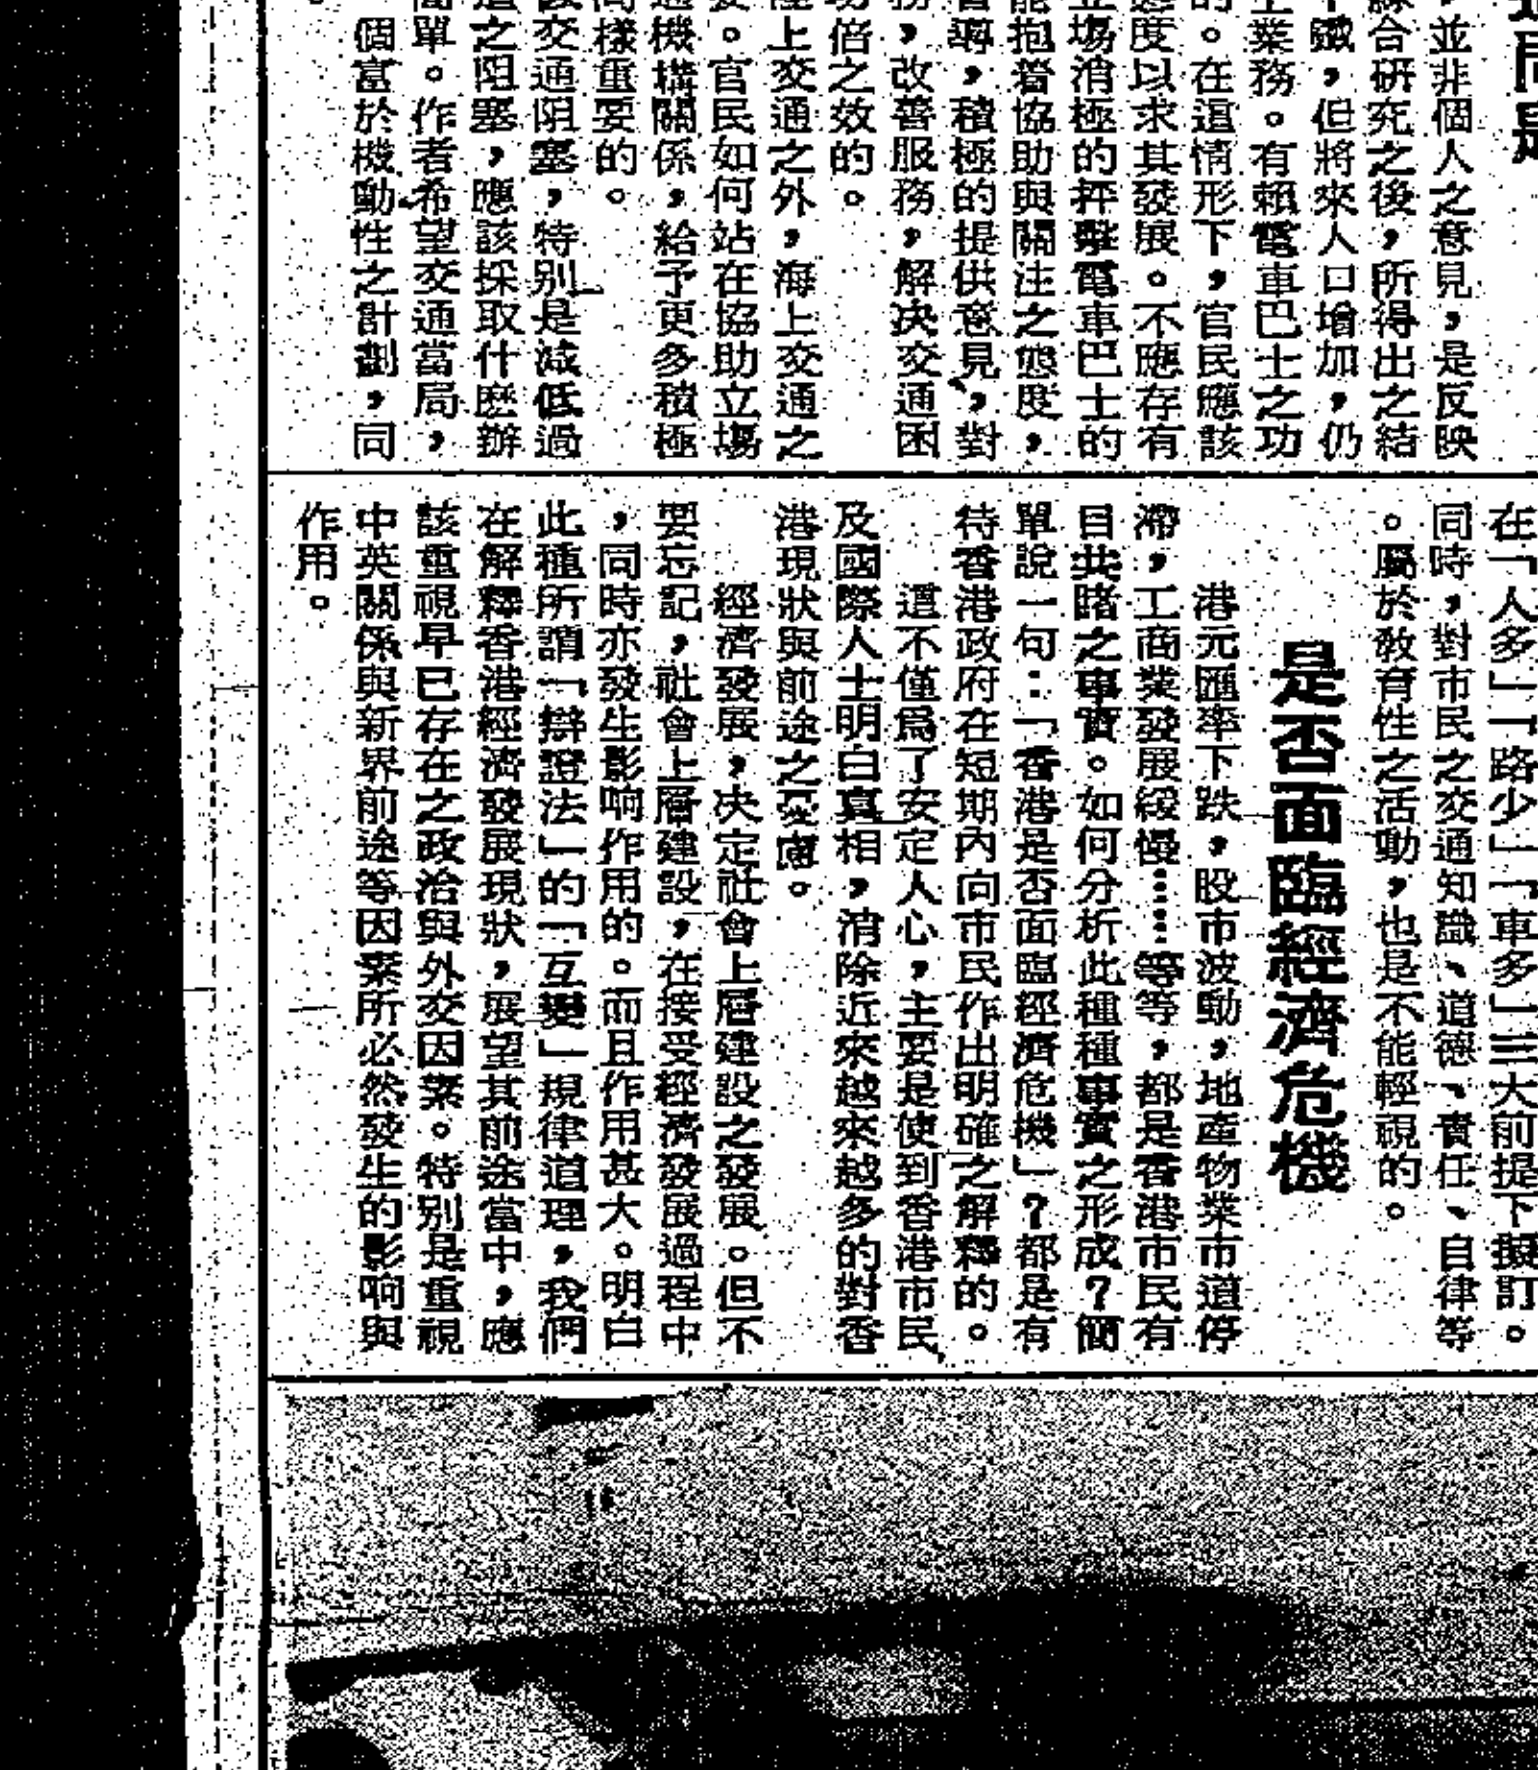 ，並非個人之意見，是反映
綜合研究之後，所得出之結
，但將來人口增加，仍
業務。有賴電車巴士之功
的。在這情形下，官民應該
態度以求其發展。不應存有
立場消極的抨擊電車巴士的
能抱着協助與關注之態度，
督導，積極的提供意見，對
務，改善服務，解決交通困
功倍之效的。
陸上交通之外，海上交通之
要。官民如何站在協助立場
過機構關係，給予更多積極
同樣重要的。
該交通阻塞，特別是減低過
道之阻塞，應該採取什麽辦
簡單。作者希望交通當局，
個富於機動性之計劃，同
在「人多」「路少」「車多」三大前提下擬訂。
同時，對市民之交通知識、道德、責任、自律等
。屬於教育性之活動，也是不能輕視的。
是否面臨經濟危機
港元匯率下跌，股市波動，地產物業市道停
滯，工商業發展緩慢……等等，都是香港市民有
目共睹之事實。如何分析此種種事實之形成？簡
單說一句：「香港是否面臨經濟危機」？都是有
待香港政府在短期內向市民作出明確之解釋的。
還不僅爲了安定人心，主要是使到香港市民
及國際人士明白真相，消除近來越來越多的對香
港現狀與前途之憂慮。
經濟發展，決定社會上層建設之發展。但不
要忘記，社會上層建設，在接受經濟發展過程中
，同時亦發生影响作用的。而且作用甚大。明白
此種所謂「辯證法」的「互變」規律道理，我們
在解釋香港經濟發展現狀，展望其前途當中，應
該重視早已存在之政治與外交因素。特別是重視
中英關係與新界前途等因素所必然發生的影响與
作用。